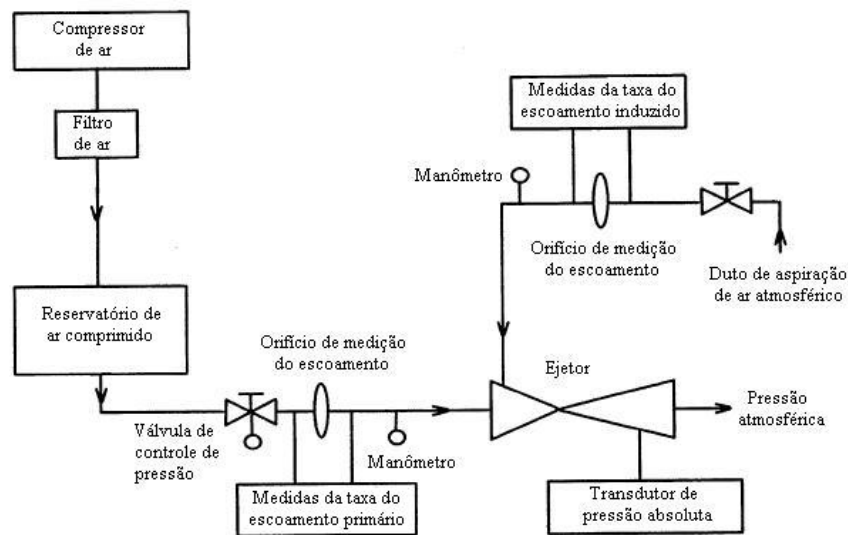 Compressor
de ar
Filtro
de ar
Reservatório de
ar comprimido
Válvula de
controle de
pressão
Orifício de medição
do escoamento
Manômetro
Medidas da taxa do
escoamento primário
Medidas da taxa do
escoamento induzido
Manômetro
Orifício de medição
do escoamento
Duto de aspiração
de ar atmosférico
Ejetor
Pressão
atmosférica
Transdutor de
pressão absoluta